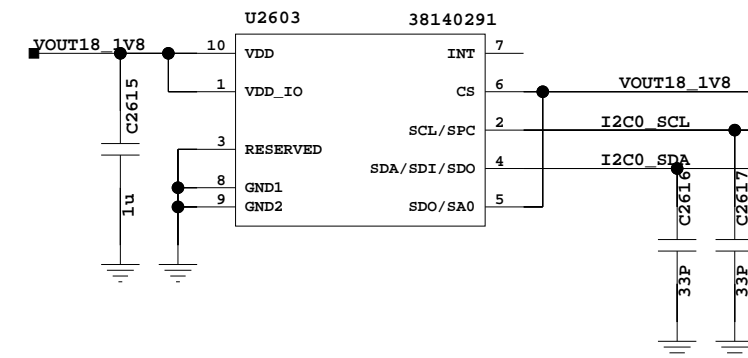 U2603 38140291
VOUT18_1V8 10 VDD INT 7
1 VDD_IO CS 6 VOUT18_1V8
C2615
SCL/SPC 2 I2C0_SCL
3 RESERVED
SDA/SDI/SDO 4 I2C0_SDA
8 GND1
1u
9 GND2 SDO/SA0 5
C2616 C2617
33P 33P